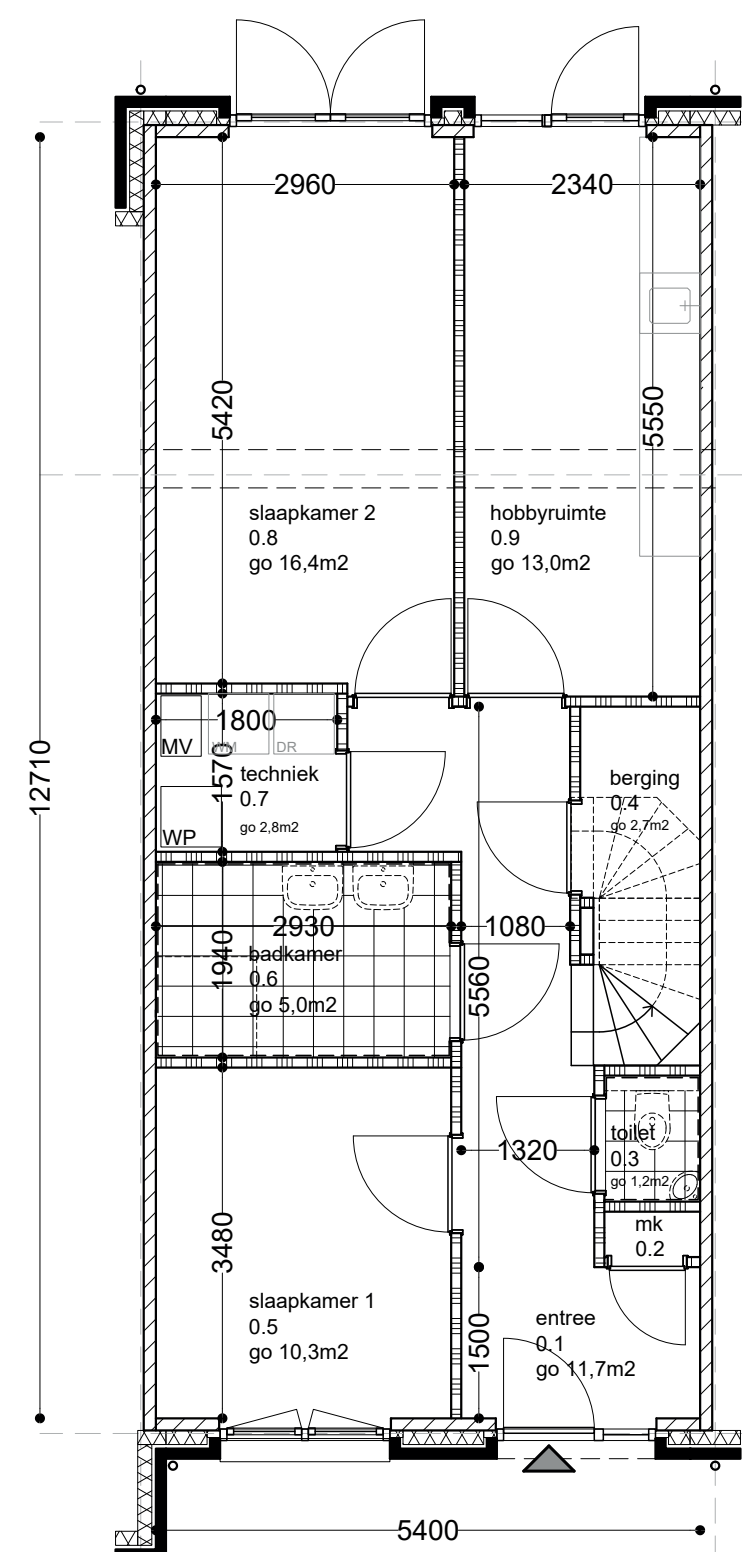 2960
2340
5420
5550
slaapkamer 2
0.8
go 16,4m2
hobbyruimte
0.9
go 13,0m2
12710
1800
MV
WM
DR
1570
techniek
0.7
go 2,8m2
WP
berging
0.4
go 2,7m2
2930
1080
1940
badkamer
0.6
go 5,0m2
5560
toilet
0.3
go 1,2m2
1320
mk
0.2
3480
slaapkamer 1
0.5
go 10,3m2
1500
entree
0.1
go 11,7m2
5400